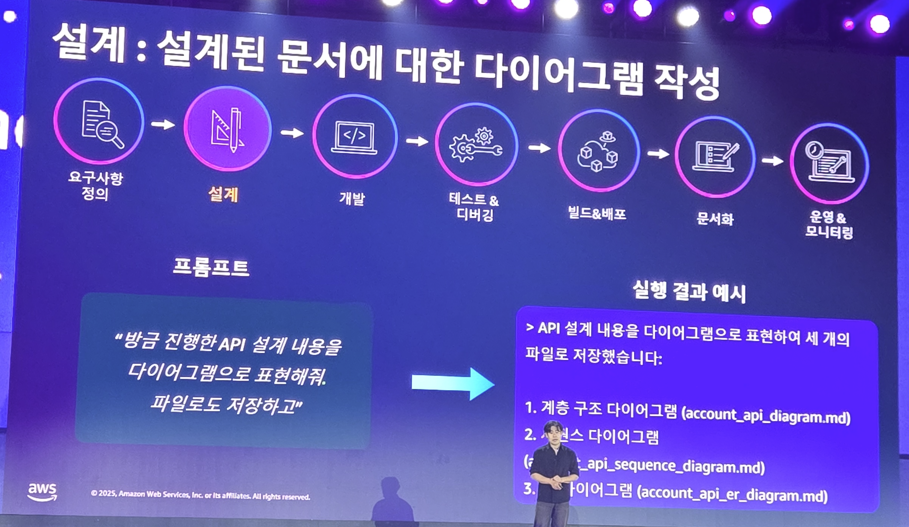 설계 : 설계된 문서에 대한 다이어그램 작성
요구사항
정의
설계
개발
테스트 &
디버깅
빌드&배포
문서화
운영 &
모니터링
프롬프트
“방금 진행한 API 설계 내용을
다이어그램으로 표현해줘.
파일로도 저장하고”
실행 결과 예시
> API 설계 내용을 다이어그램으로 표현하여 세 개의
파일로 저장했습니다:
1. 계층 구조 다이어그램 (account_api_diagram.md)
2. 다이어그램
_api_sequence_diagram.md)
3. 다이어그램 (account_api_er_diagram.md)
aws
© 2025, Amazon Web Services, Inc. or its affiliates. All rights reserved.